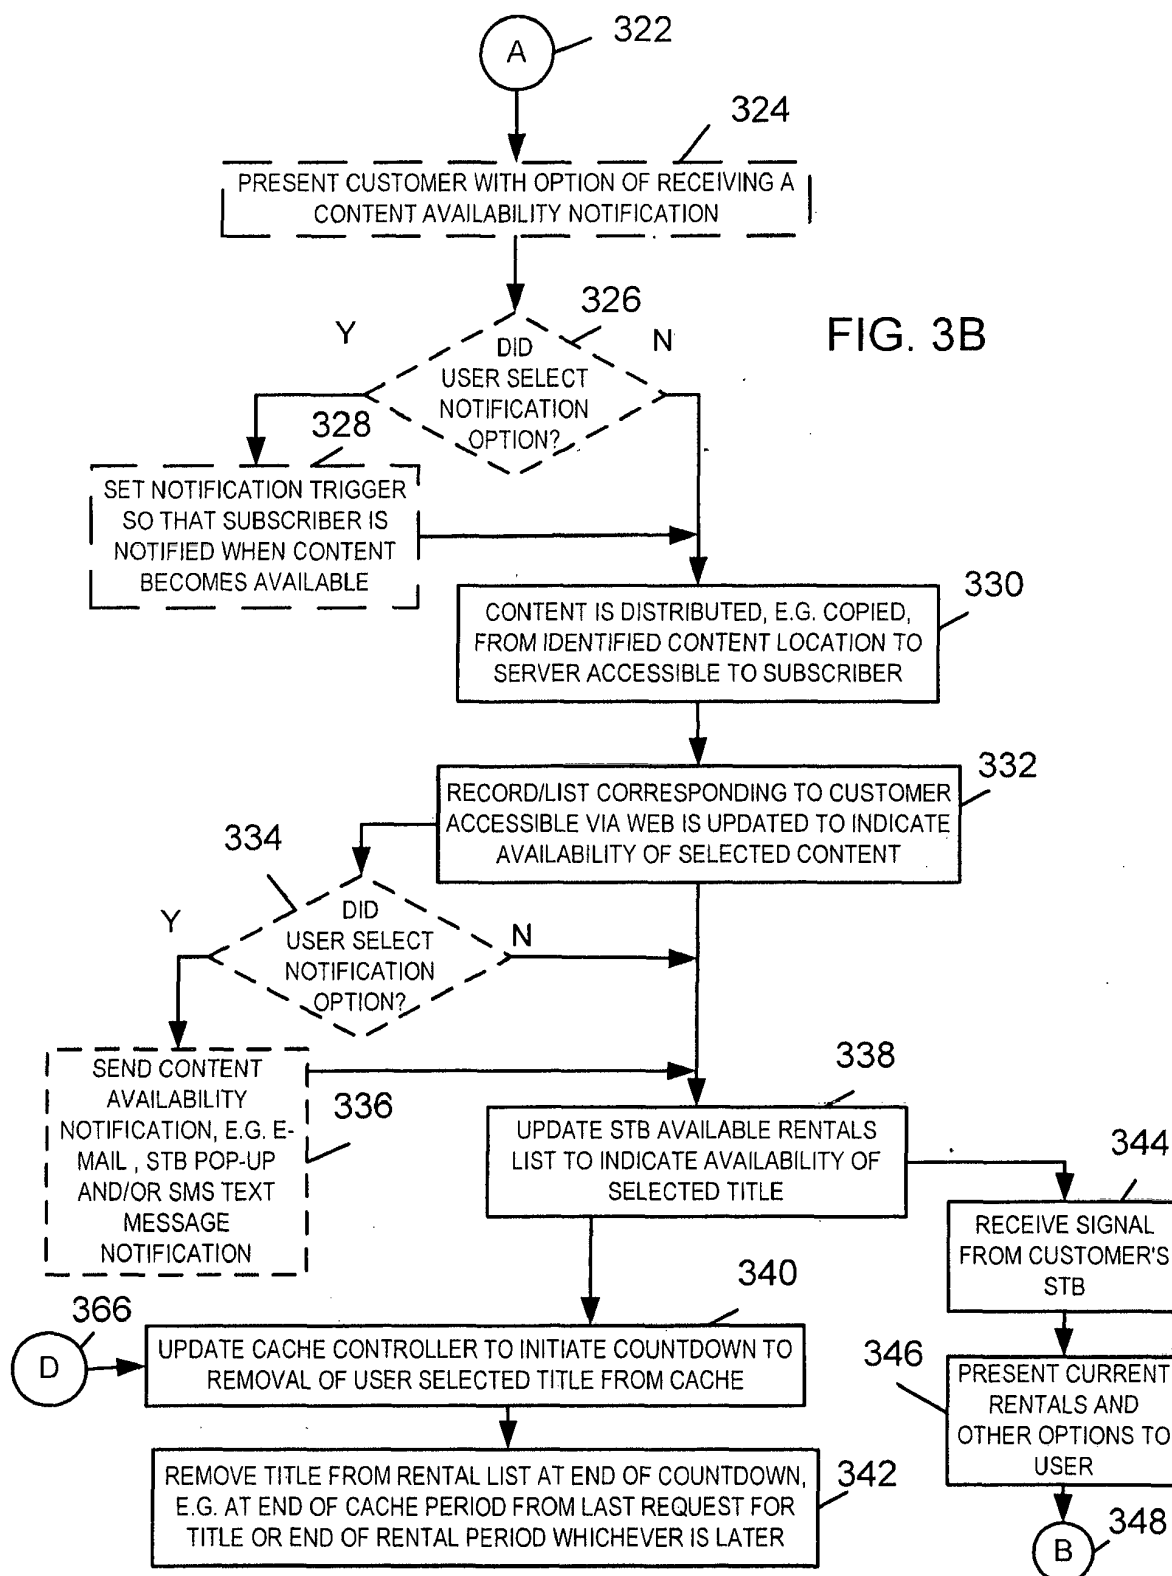 A
322
324
PRESENT CUSTOMER WITH OPTION OF RECEIVING A
CONTENT AVAILABILITY NOTIFICATION
326
Y
N
FIG. 3B
DID
USER SELECT
NOTIFICATION
OPTION?
328
SET NOTIFICATION TRIGGER
SO THAT SUBSCRIBER IS
NOTIFIED WHEN CONTENT
BECOMES AVAILABLE
330
CONTENT IS DISTRIBUTED, E.G. COPIED,
FROM IDENTIFIED CONTENT LOCATION TO
SERVER ACCESSIBLE TO SUBSCRIBER
332
RECORD/LIST CORRESPONDING TO CUSTOMER
ACCESSIBLE VIA WEB IS UPDATED TO INDICATE
AVAILABILITY OF SELECTED CONTENT
334
Y
N
DID
USER SELECT
NOTIFICATION
OPTION?
336
SEND CONTENT
AVAILABILITY
NOTIFICATION, E.G. E-
MAIL , STB POP-UP
AND/OR SMS TEXT
MESSAGE
NOTIFICATION
338
UPDATE STB AVAILABLE RENTALS
LIST TO INDICATE AVAILABILITY OF
SELECTED TITLE
344
RECEIVE SIGNAL
FROM CUSTOMER'S
STB
340
366
D
UPDATE CACHE CONTROLLER TO INITIATE COUNTDOWN TO
REMOVAL OF USER SELECTED TITLE FROM CACHE
346
PRESENT CURRENT
RENTALS AND
OTHER OPTIONS TO
USER
342
REMOVE TITLE FROM RENTAL LIST AT END OF COUNTDOWN,
E.G. AT END OF CACHE PERIOD FROM LAST REQUEST FOR
TITLE OR END OF RENTAL PERIOD WHICHEVER IS LATER
348
B